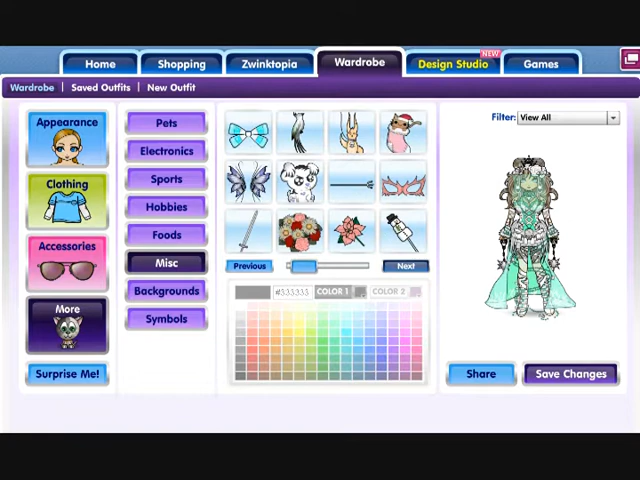 NEW
Home Shopping Zwinktopia Wardrobe Design Studio Games
Wardrobe | Saved Outfits | New Outfit
Appearance
Clothing
Accessories
More
Surprise Me!
Pets
Electronics
Sports
Hobbies
Foods
Misc
Backgrounds
Symbols
Previous Next
#333333 COLOR 1 COLOR 2
Filter: View All
Share Save Changes